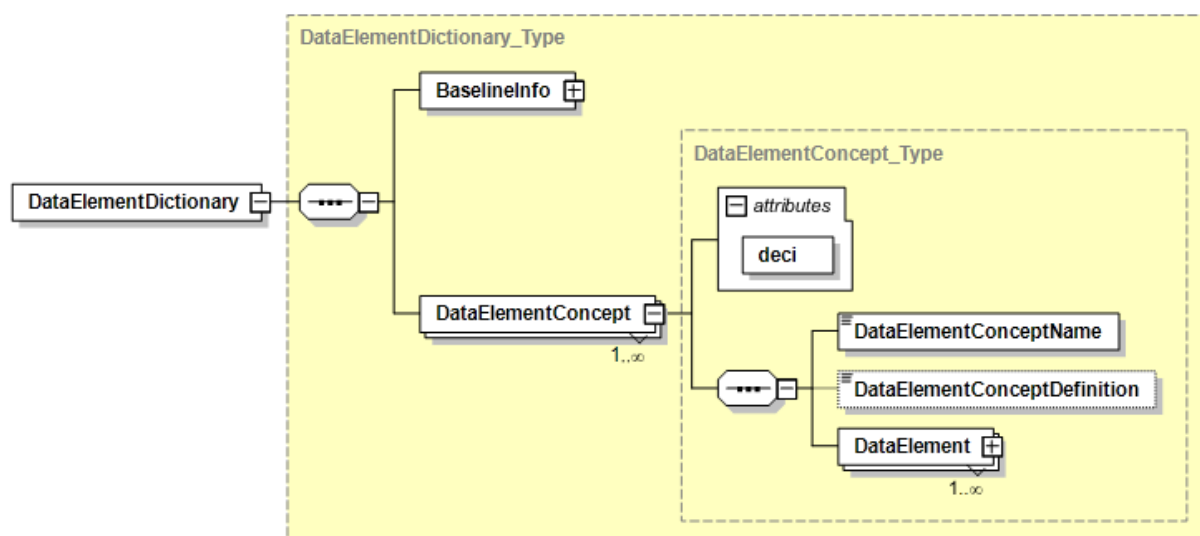 DataElementDictionary_Type
BaselineInfo
DataElementConcept_Type
DataElementDictionary
attributes
deci
DataElementConcept
1..∞
DataElementConceptName
DataElementConceptDefinition
DataElement
1..∞